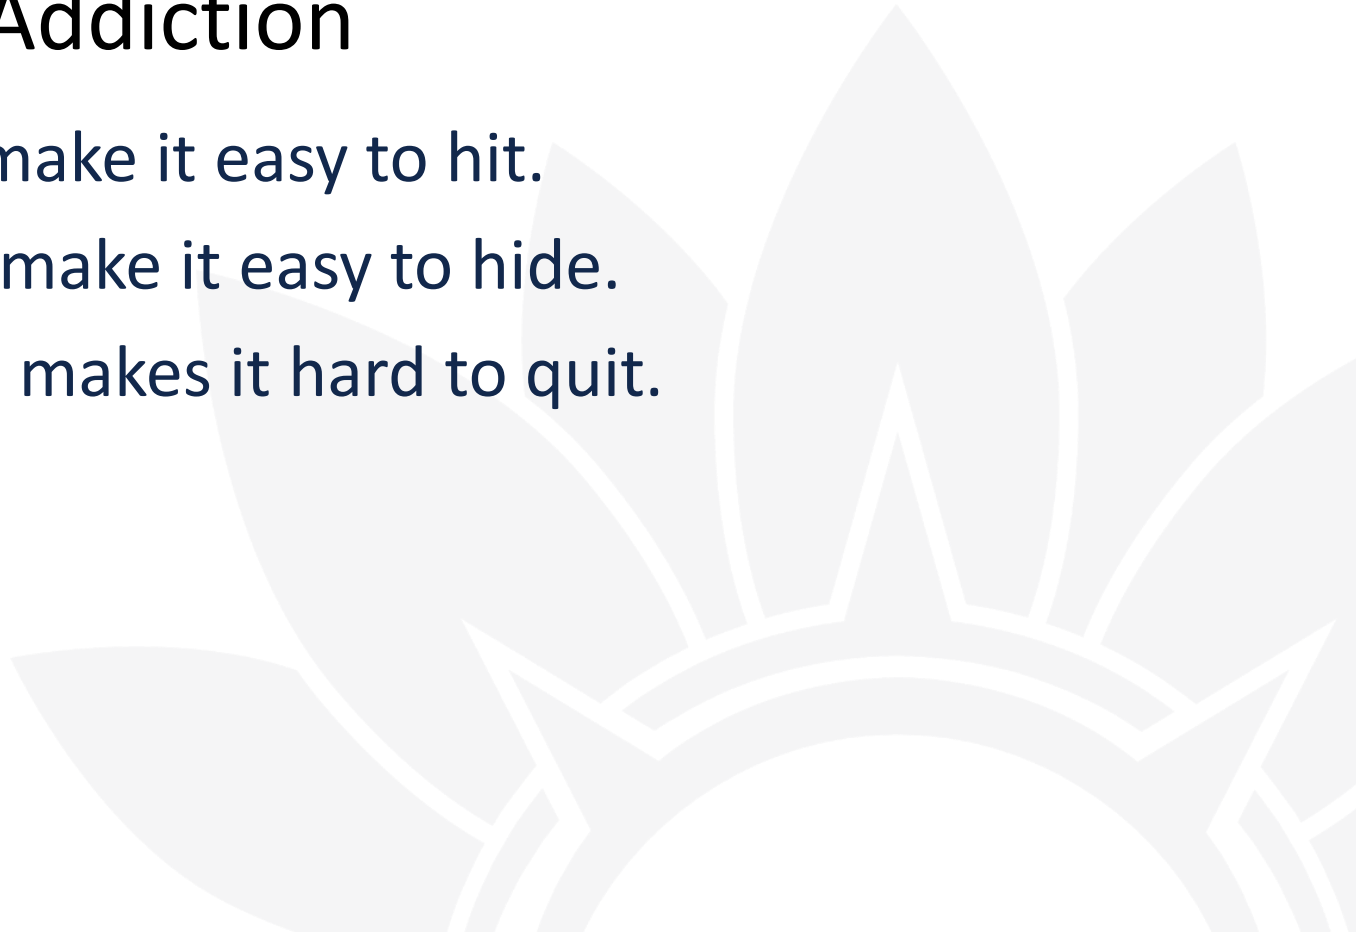 Addiction
make it easy to hit.
make it easy to hide.
makes it hard to quit.